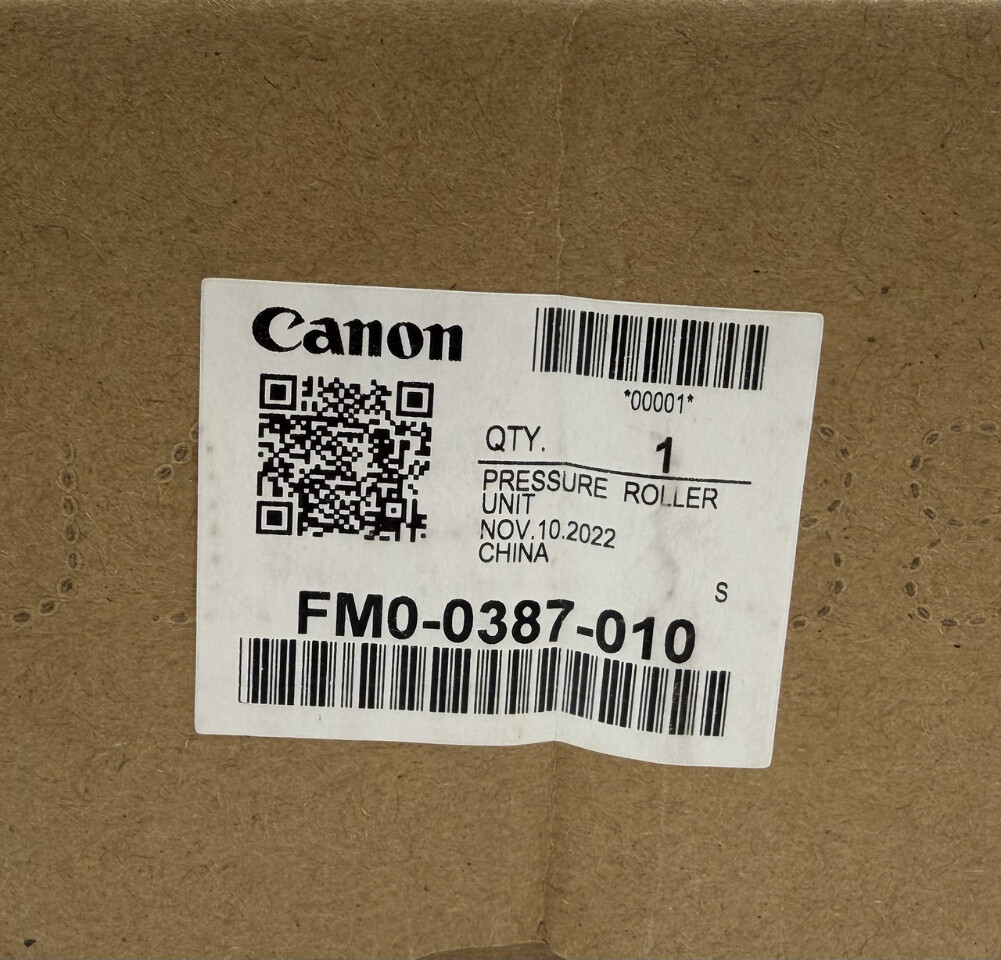 Canon
*00001*
QTY. 1
PRESSURE ROLLER
UNIT
NOV.10.2022
CHINA
S
FM0-0387-010